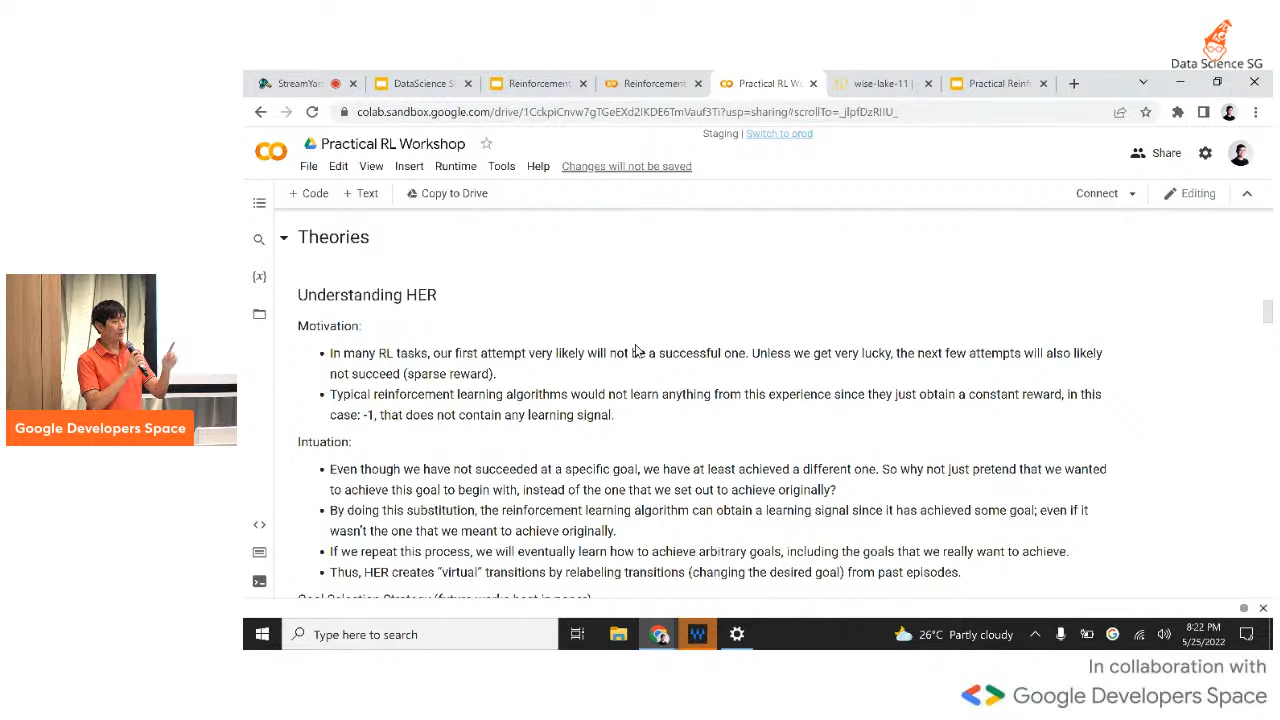 Data Science SG
StreamYar
DataScience S
Reinforcement
Reinforcement
Practical RL Wo
wise-lake-11 |
Practical Reinf
colab.sandbox.google.com/drive/
?usp=sharing#scrollTo=_jlpfDzRIIU_
Staging | Switch to prod
CO Practical RL Workshop
Share
File Edit View Insert Runtime Tools Help Changes will not be saved
+ Code + Text Copy to Drive Connect Editing
Theories
{x}
Understanding HER
Motivation:
• In many RL tasks, our first attempt very likely will not be a successful one. Unless we get very lucky, the next few attempts will also likely
not succeed (sparse reward).
• Typical reinforcement learning algorithms would not learn anything from this experience since they just obtain a constant reward, in this
case: -1, that does not contain any learning signal.
Intuation:
• Even though we have not succeeded at a specific goal, we have at least achieved a different one. So why not just pretend that we wanted
to achieve this goal to begin with, instead of the one that we set out to achieve originally?
• By doing this substitution, the reinforcement learning algorithm can obtain a learning signal since it has achieved some goal; even if it
wasn't the one that we meant to achieve originally.
• If we repeat this process, we will eventually learn how to achieve arbitrary goals, including the goals that we really want to achieve.
• Thus, HER creates “virtual” transitions by relabeling transitions (changing the desired goal) from past episodes.
Goal Selection Strategy (future works best in paper)
Google Developers Space
Type here to search
26°C Partly cloudy
8:22 PM
5/25/2022
In collaboration with
Google Developers Space